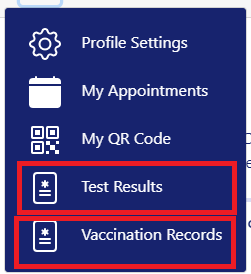 Profile Settings
My Appointments
My QR Code
Test Results
Vaccination Records